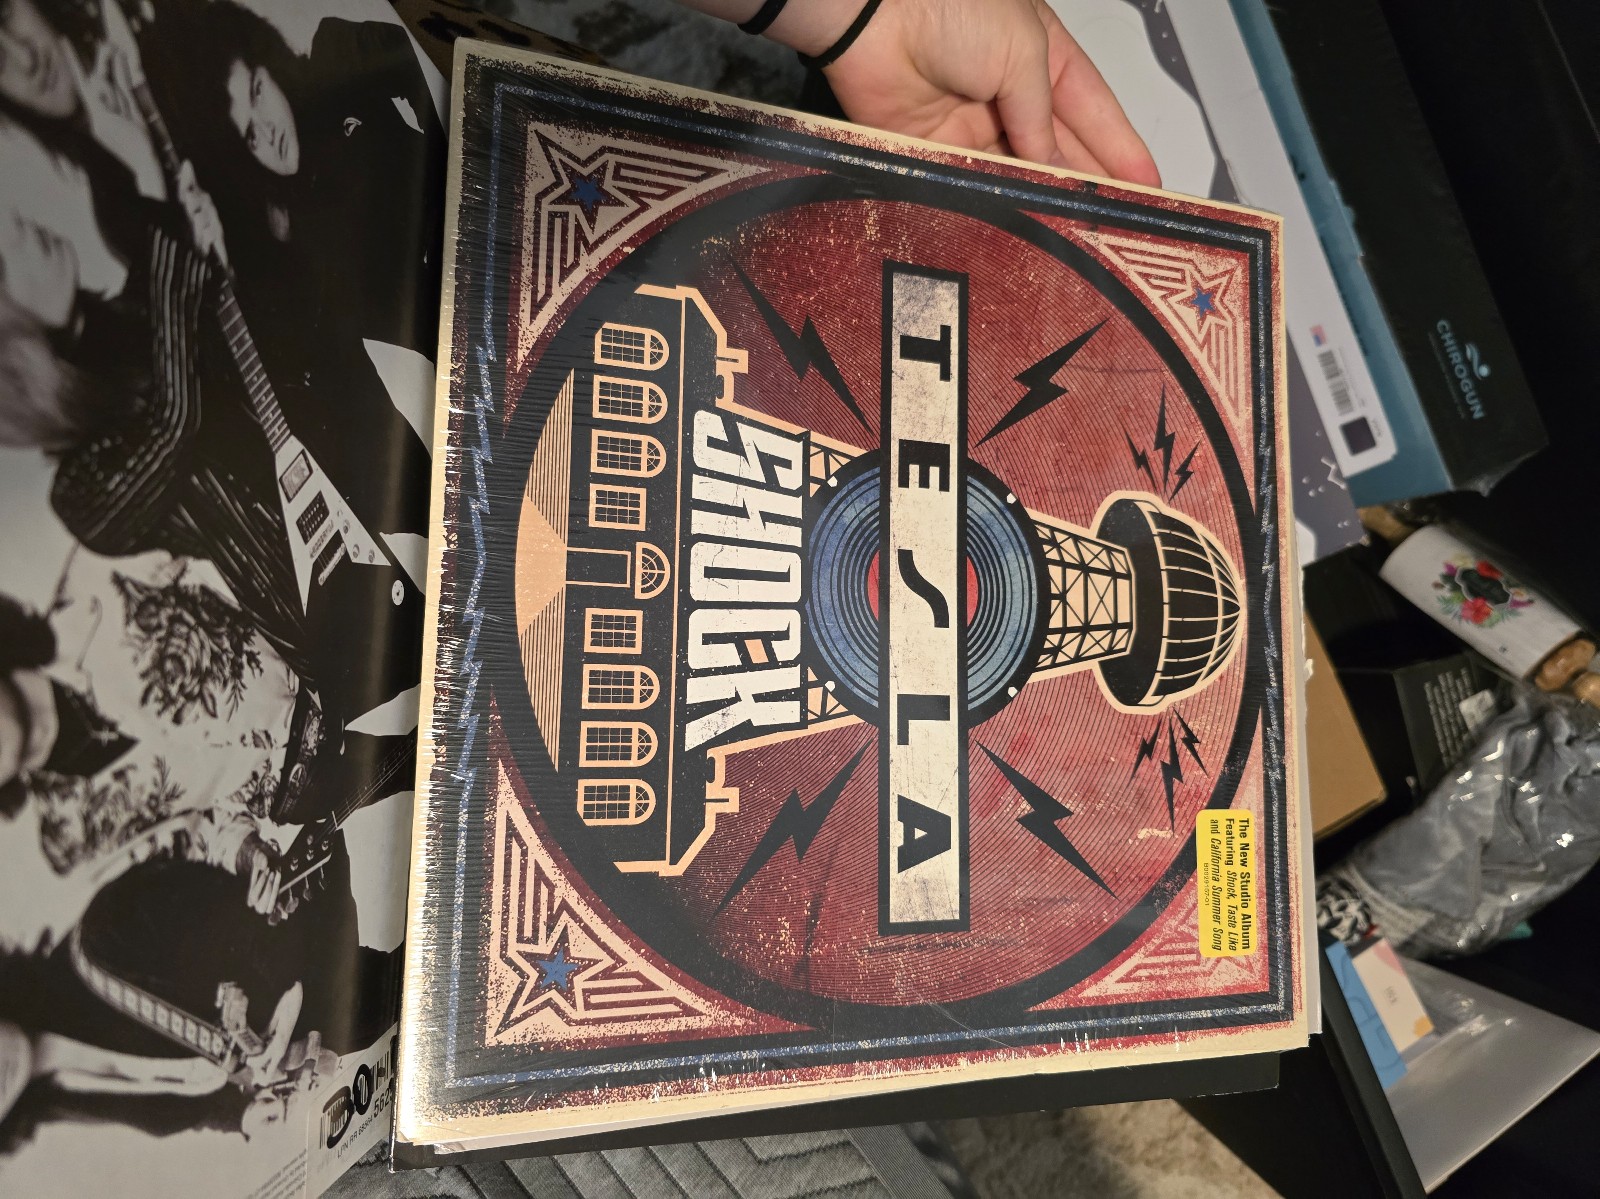 TESLA
SHOCK
The New Studio Album
Featuring Shock, Taste Like
and California Summer Song
CHIROGUN